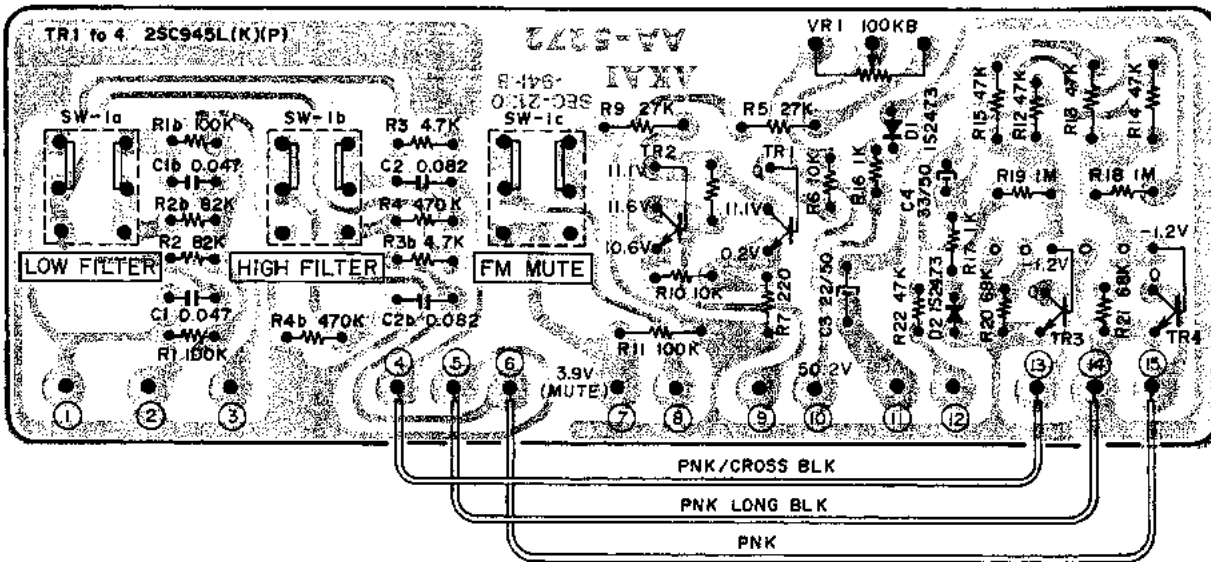 TR1 to 4. 2SC945L(K)(P)
AA-5272
AKAI
VR1 100KB
SW-1a
R1b 100K
C1b 0.047
R2b 82K
R2 82K
C1 0.047
R1 100K
LOW FILTER
SW-1b
R3 4.7K
C2 0.082
R4 470K
R3b 4.7K
C2b 0.082
R4b 470K
HIGH FILTER
SW-1c
FM MUTE
R9 27K
TR2
11.1V
11.6V
10.6V
R10 10K
R11 100K
R5 27K
TR1
0
11.1V
0.2V
R7 220
R6
R16 1K
D1 1S2473
C4 33/50
C3 22/50
R22 47K
D2 1S2473
R17 1K
R15 47K
R12 47K
47K
R14 47K
R19 1M
R18 1M
R20 68K
R21 68K
-1.2V
0
TR3
-1.2V
0
TR4
3.9V
(MUTE)
50.2V
1
2
3
4
5
6
7
8
9
10
11
12
13
14
15
PNK/CROSS BLK
PNK LONG BLK
PNK